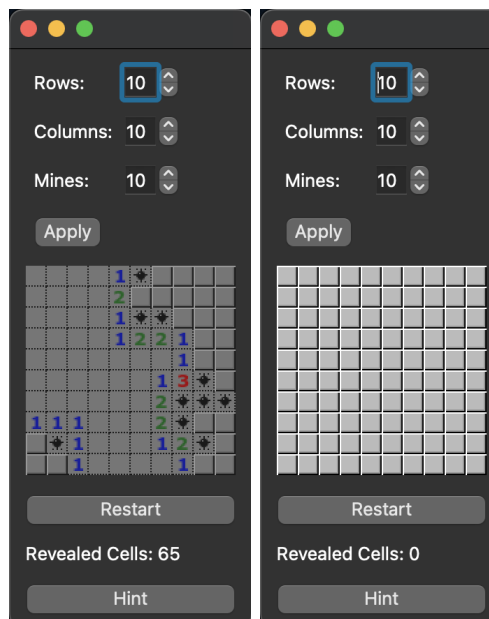 Rows: 10
Columns: 10
Mines: 10
Apply
1
2
1
1 2 2 1
1
1 3
2
1 1 1 2
1 1 2
1 1
Restart
Revealed Cells: 65
Hint
Rows: 10
Columns: 10
Mines: 10
Apply
Restart
Revealed Cells: 0
Hint